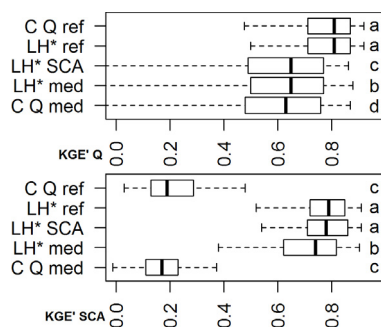 C Q ref a
LH* ref a
LH* SCA c
LH* med b
C Q med d
KGE' Q 0.0 0.2 0.4 0.6 0.8
C Q ref c
LH* ref a
LH* SCA a
LH* med b
C Q med c
KGE' SCA 0.0 0.2 0.4 0.6 0.8